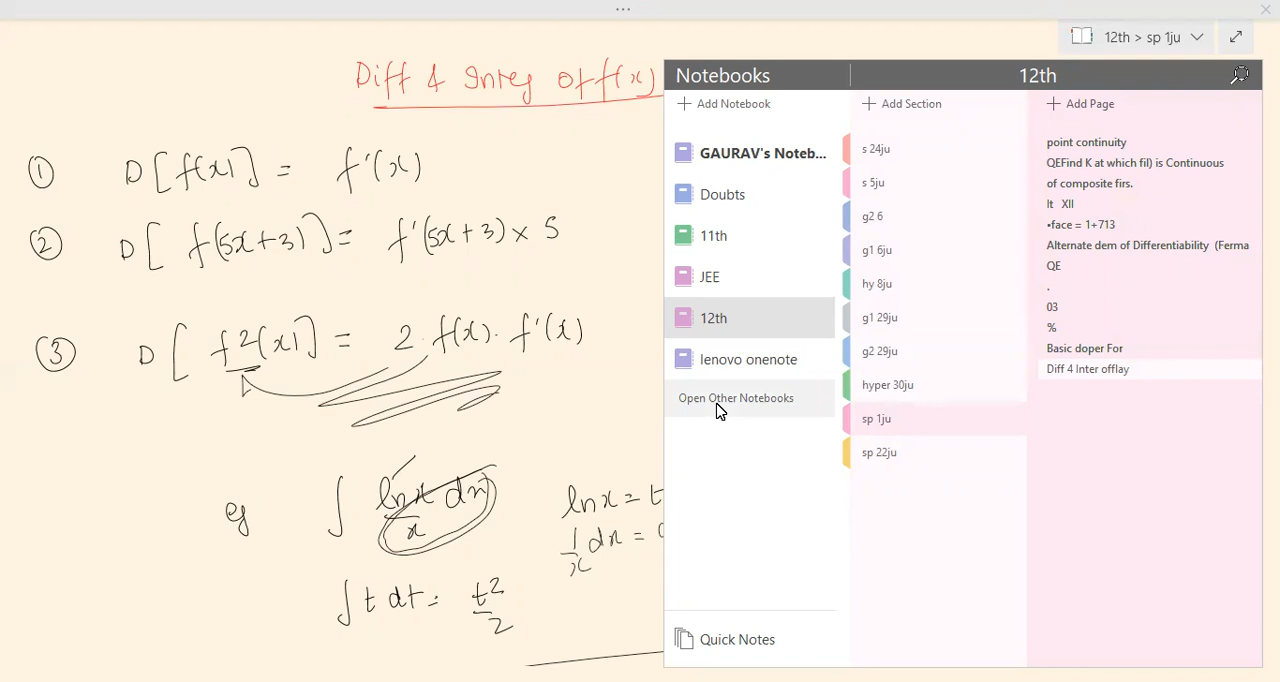 12th > sp 1ju
Diff 4 Integ of f(x)
① D[f(x)] = f'(x)
② D[f(5x+3)] = f'(5x+3) × 5
③ D[f2(x)] = 2·f(x)·f'(x)
eg ∫ lnx/x dx
lnx = t
1/x dx =
∫t dt = t²/2
Notebooks
Add Notebook
GAURAV's Noteb...
Doubts
11th
JEE
12th
lenovo onenote
Open Other Notebooks
Quick Notes
12th
Add Section
s 24ju
s 5ju
g2 6
g1 6ju
hy 8ju
g1 29ju
g2 29ju
hyper 30ju
sp 1ju
sp 22ju
Add Page
point continuity
QEFind K at which fil) is Continuous
of composite firs.
It XII
•face = 1+713
Alternate dem of Differentiability (Ferma
QE
.
03
%
Basic doper For
Diff 4 Inter offlay